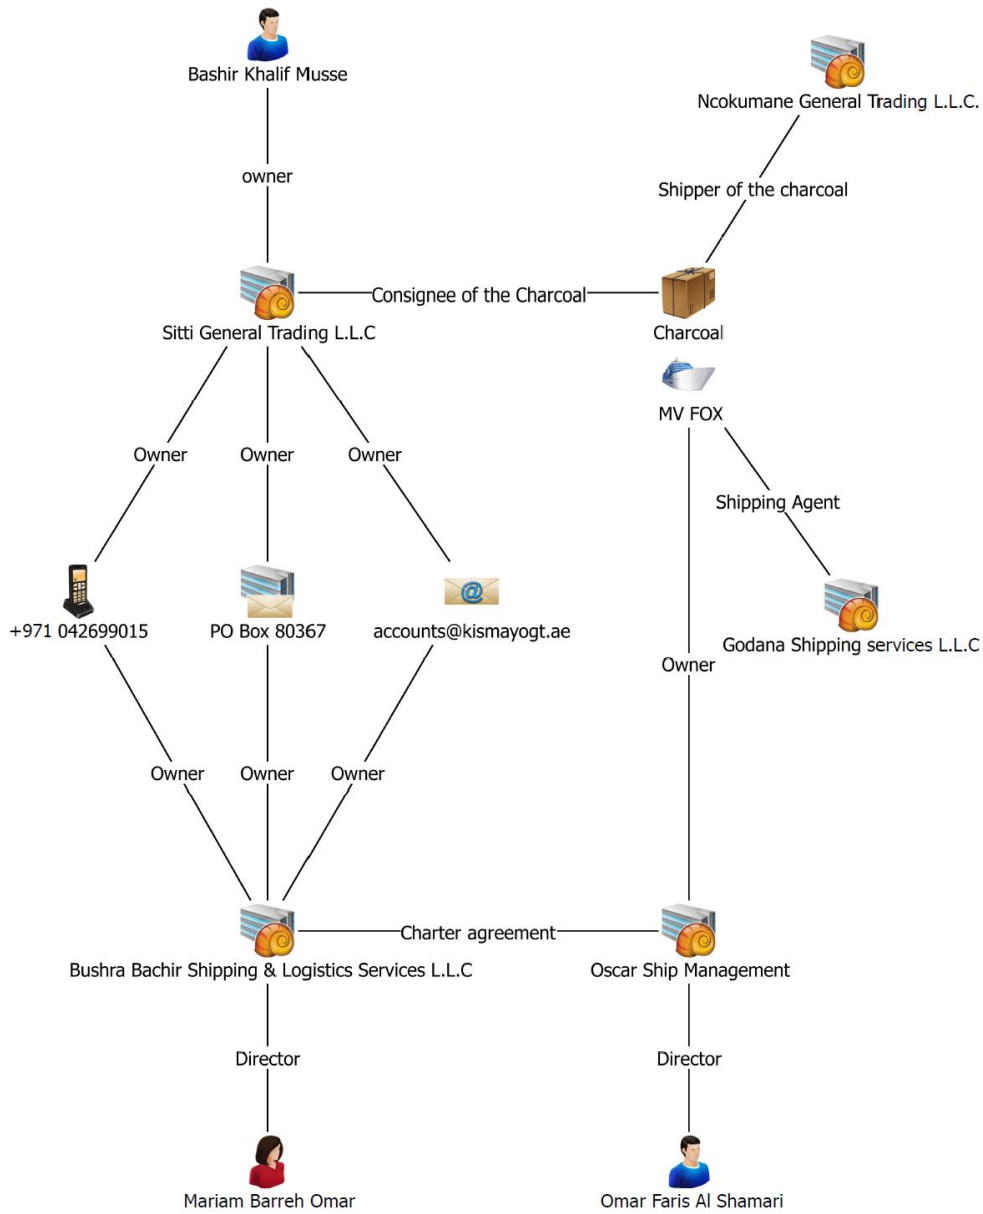 Bashir Khalif Musse
Ncokumane General Trading L.L.C.
owner
Shipper of the charcoal
Consignee of the Charcoal
Sitti General Trading L.L.C
Charcoal
MV FOX
Owner
Owner
Owner
Shipping Agent
+971 042699015
PO Box 80367
accounts@kismayogt.ae
Godana Shipping services L.L.C
Owner
Owner
Owner
Owner
Charter agreement
Bushra Bachir Shipping & Logistics Services L.L.C
Oscar Ship Management
Director
Director
Mariam Barreh Omar
Omar Faris Al Shamari